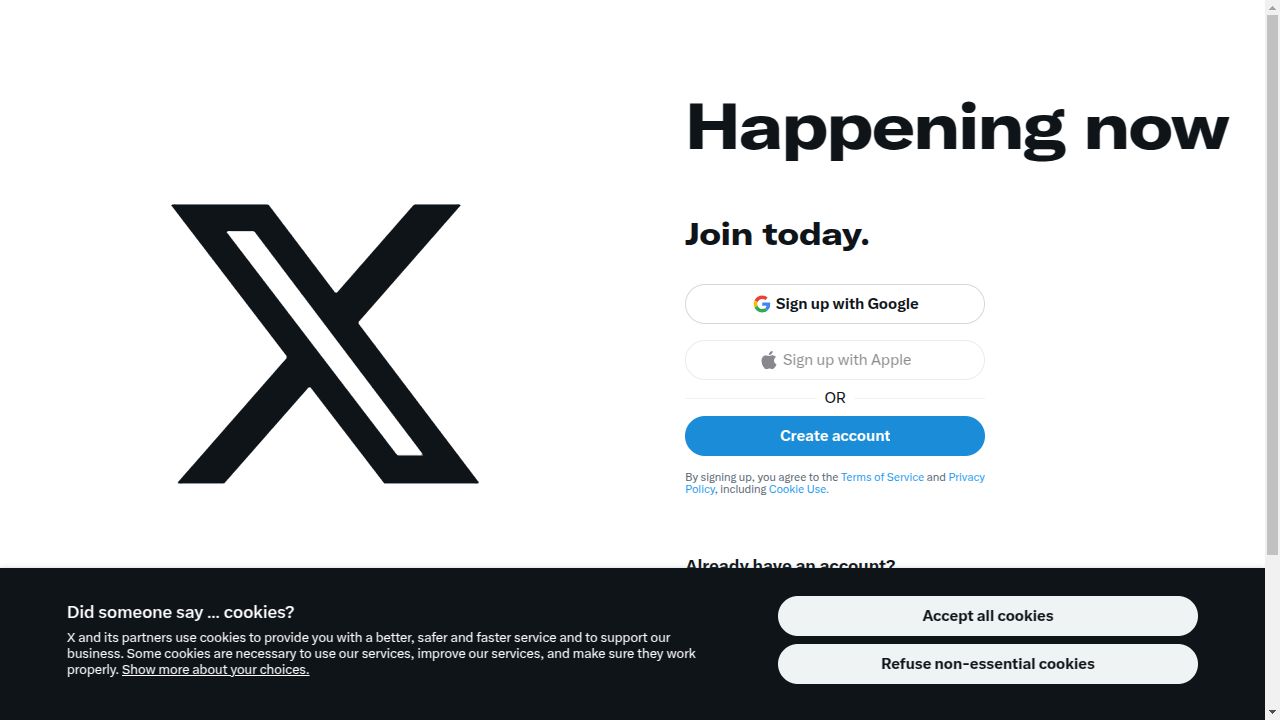 Happening now
Join today.
Sign up with Google
Sign up with Apple
OR
Create account
By signing up, you agree to the Terms of Service and Privacy
Policy, including Cookie Use.
Already have an account?
Did someone say ... cookies?
X and its partners use cookies to provide you with a better, safer and faster service and to support our
business. Some cookies are necessary to use our services, improve our services, and make sure they work
properly. Show more about your choices.
Accept all cookies
Refuse non-essential cookies